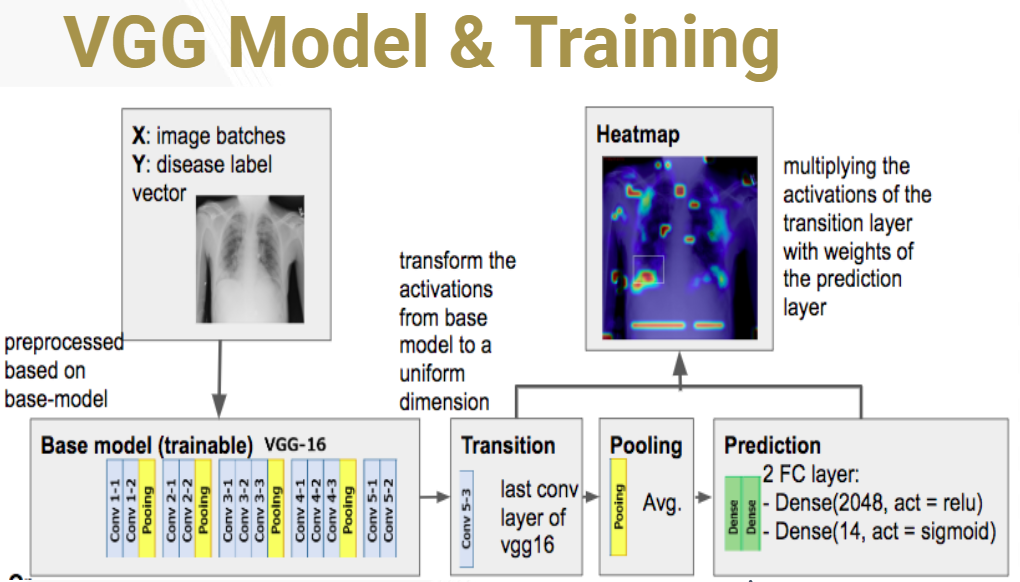 VGG Model & Training
X: image batches
Y: disease label
vector
preprocessed
based on
base-model
transform the
activations
from base
model to a
uniform
dimension
Heatmap
multiplying the
activations of the
transition layer
with weights of
the prediction
layer
Base model (trainable) VGG-16
Conv 1-1
Conv 1-2
Pooing
Conv 2-1
Conv 2-2
Pooing
Conv 3-1
Conv 3-2
Conv 3-3
Pooing
Conv 4-1
Conv 4-2
Conv 4-3
Pooing
Conv 5-1
Conv 5-2
Transition
Conv 5-3
last conv
layer of
vgg16
Pooling
Pooing
Avg.
Prediction
Dense
Dense
2 FC layer:
- Dense(2048, act = relu)
- Dense(14, act = sigmoid)